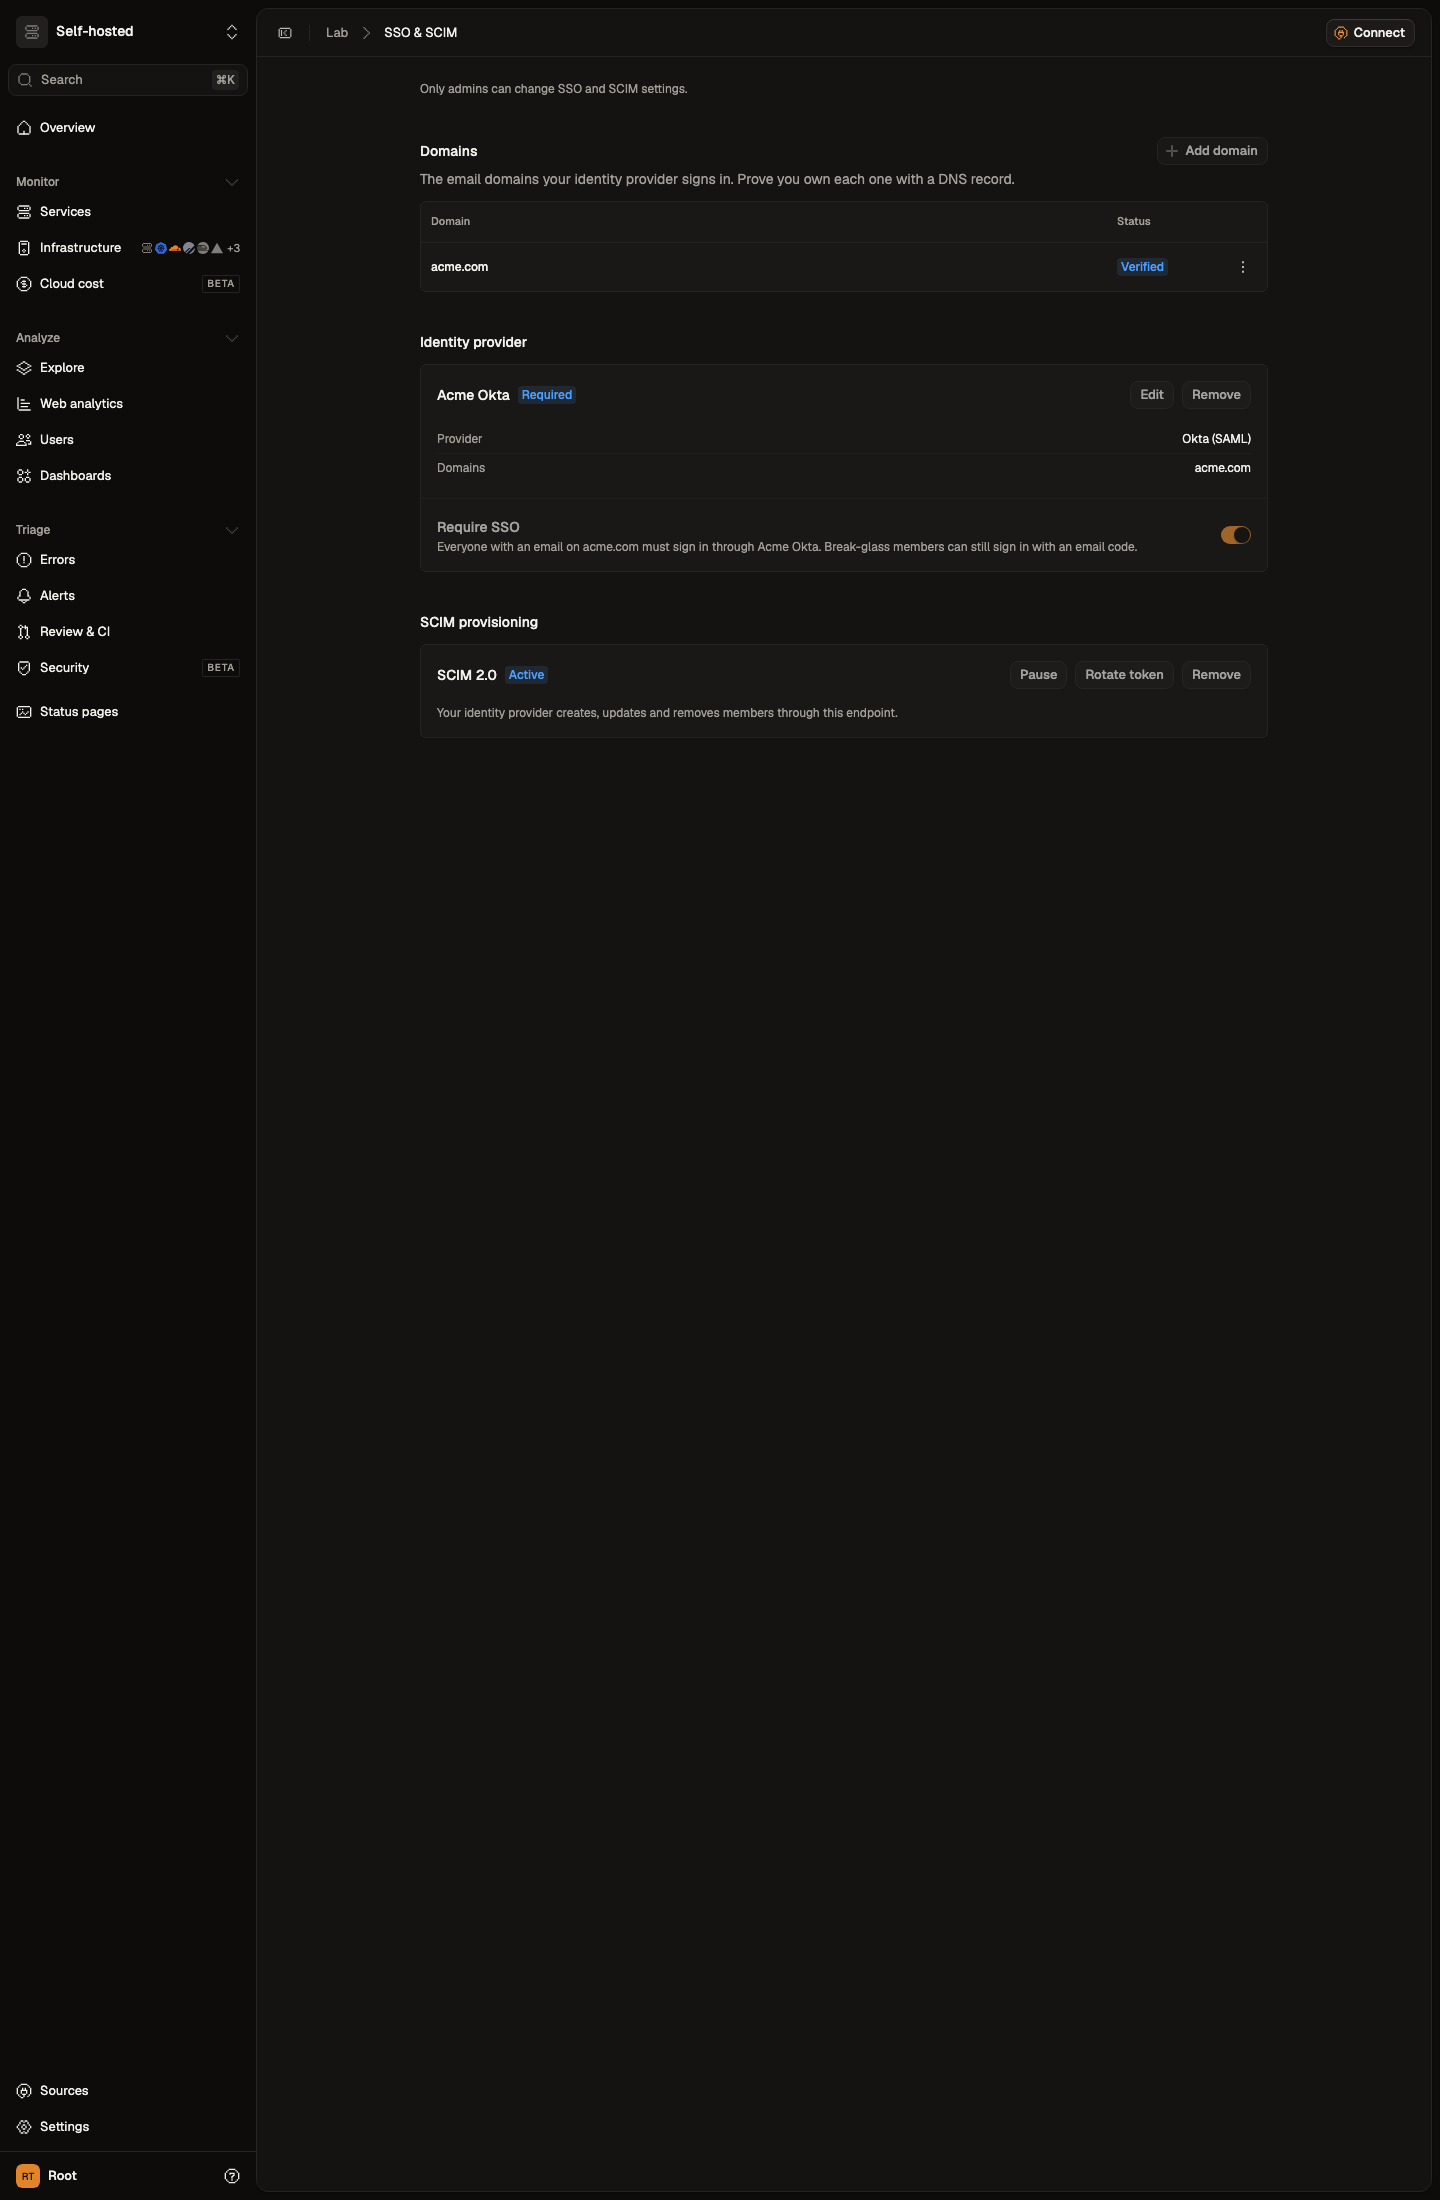 Self-hosted
Search ⌘K
Overview
Monitor
Services
Infrastructure +3
Cloud cost BETA
Analyze
Explore
Web analytics
Users
Dashboards
Triage
Errors
Alerts
Review & CI
Security BETA
Status pages
Sources
Settings
RT Root
Lab SSO & SCIM Connect
Only admins can change SSO and SCIM settings.
Domains Add domain
The email domains your identity provider signs in. Prove you own each one with a DNS record.
Domain Status
acme.com Verified
Identity provider
Acme Okta Required Edit Remove
Provider Okta (SAML)
Domains acme.com
Require SSO
Everyone with an email on acme.com must sign in through Acme Okta. Break-glass members can still sign in with an email code.
SCIM provisioning
SCIM 2.0 Active Pause Rotate token Remove
Your identity provider creates, updates and removes members through this endpoint.